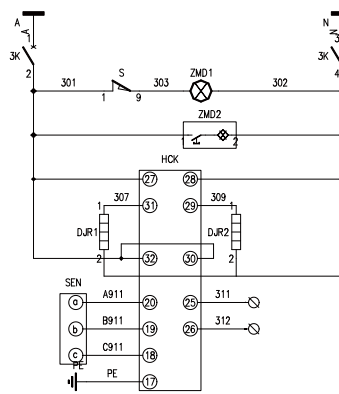 A N
A N
1 3
3K 3K
2 4
301 S 303 ZMD1 302
1 9
ZMD2
1 2
HCK
27 28
307 309
1 31 29 1
DJR1 DJR2
2 32 30 2
SEN
a A911 20 25 311
b B911 19 26 312
c C911 18
PE PE 17